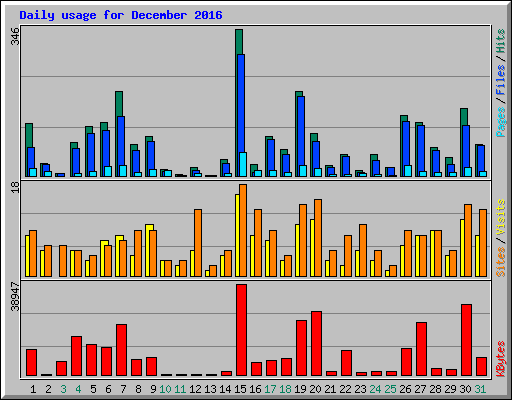 Daily usage for December 2016
346
Pages / Files / Hits
18
Sites / Visits
38947
KBytes
1 2 3 4 5 6 7 8 9 10 11 12 13 14 15 16 17 18 19 20 21 22 23 24 25 26 27 28 29 30 31